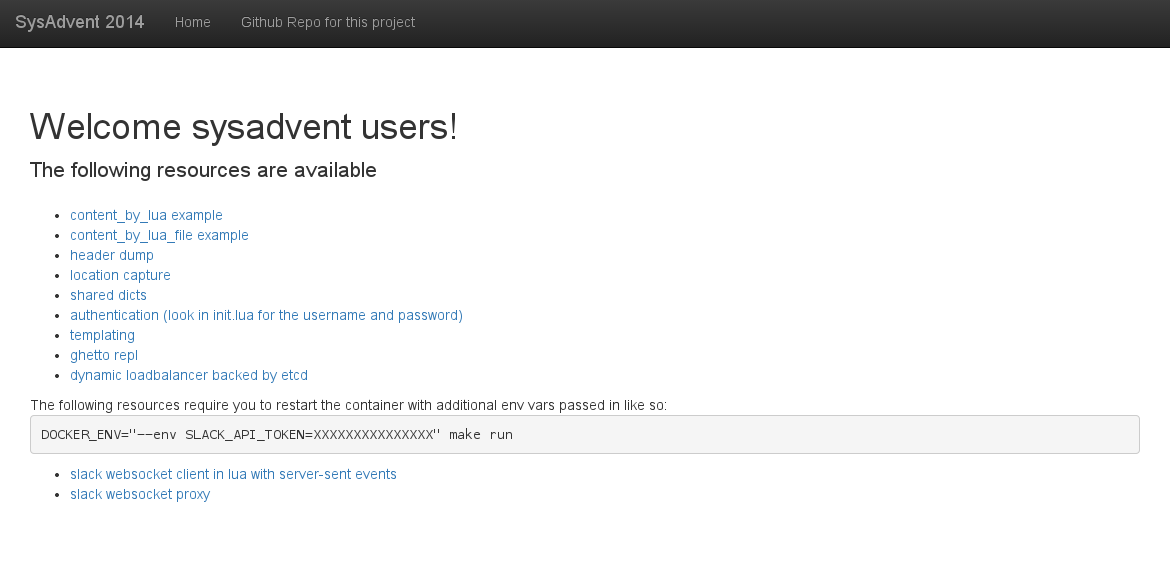 SysAdvent 2014 Home Github Repo for this project
Welcome sysadvent users!
The following resources are available
content_by_lua example
content_by_lua_file example
header dump
location capture
shared dicts
authentication (look in init.lua for the username and password)
templating
ghetto repl
dynamic loadbalancer backed by etcd
The following resources require you to restart the container with additional env vars passed in like so:
DOCKER_ENV="--env SLACK_API_TOKEN=XXXXXXXXXXXXXXX" make run
slack websocket client in lua with server-sent events
slack websocket proxy